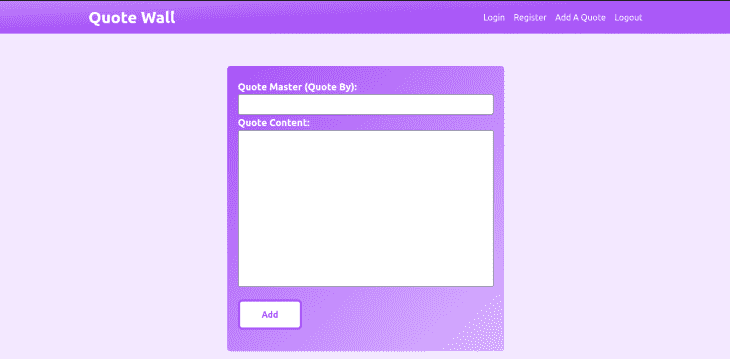 Quote Wall
Login Register Add A Quote Logout
Quote Master (Quote By):
Quote Content:
Add